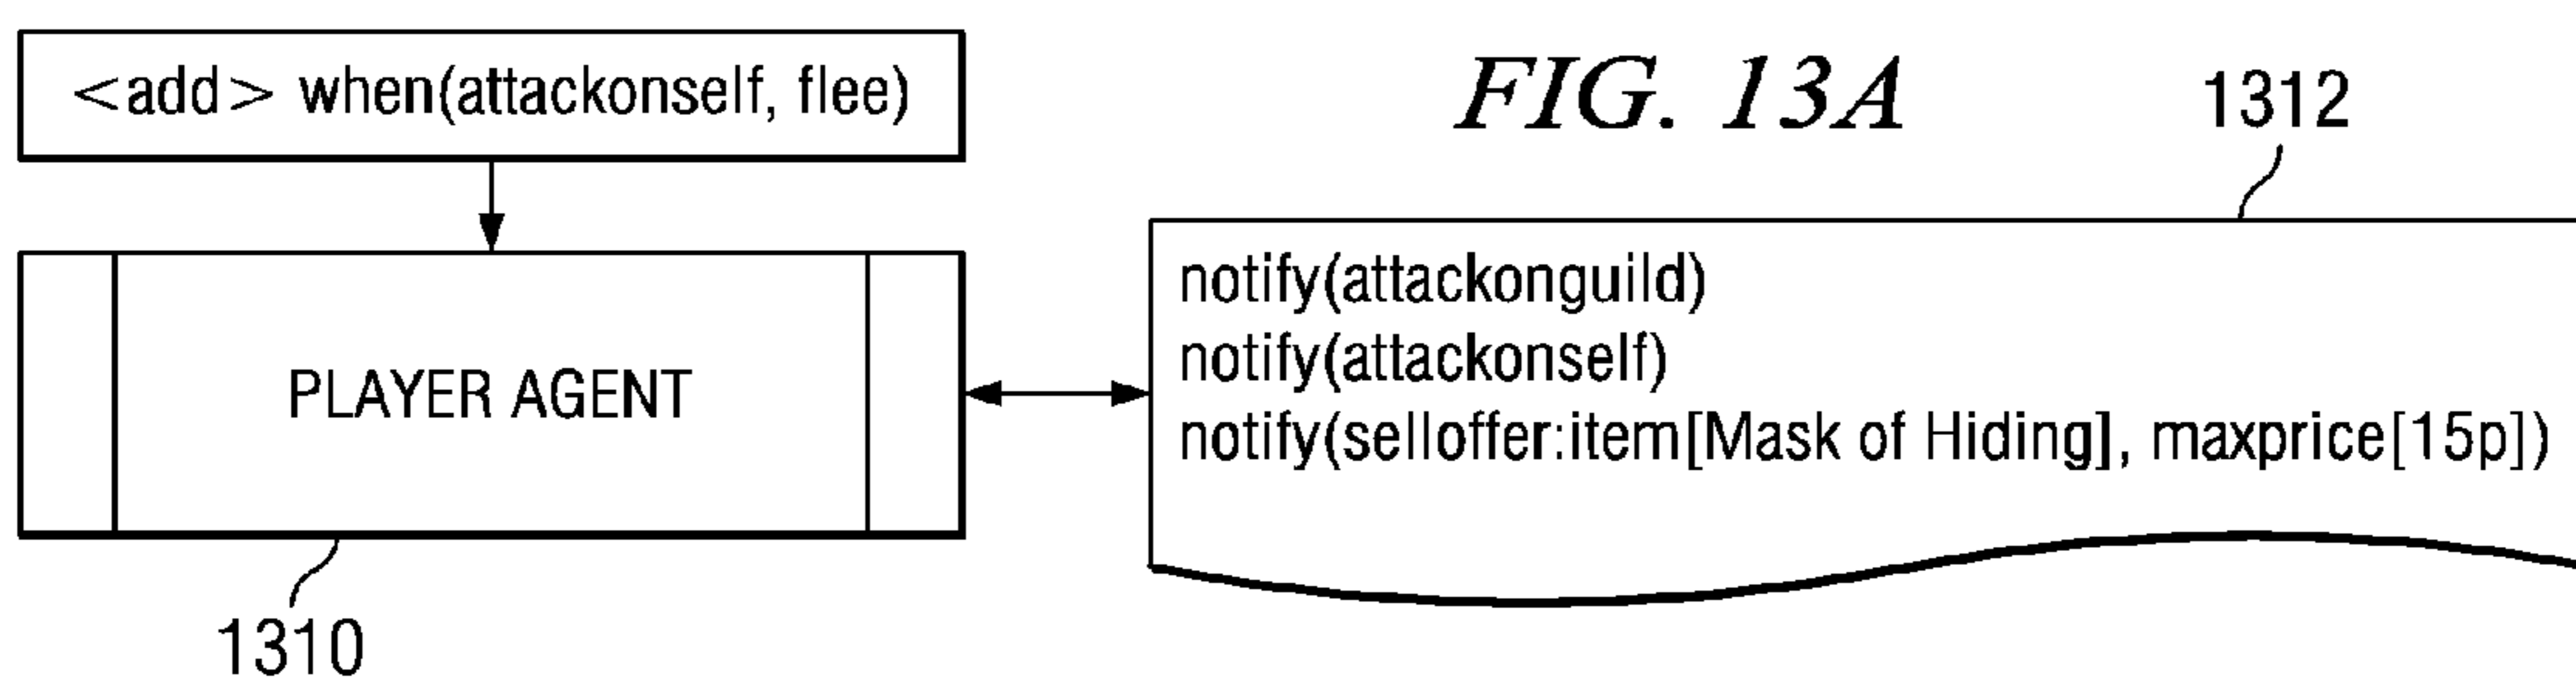 <add> when(attackonself, flee)
FIG. 13A
1312
notify(attackonguild)
notify(attackonself)
notify(selloffer:item[Mask of Hiding], maxprice[15p])
PLAYER AGENT
1310